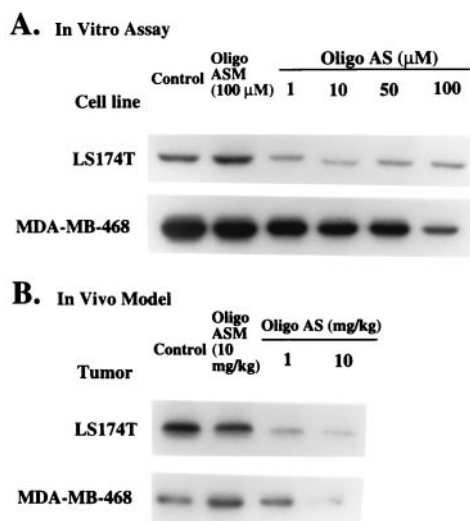 A. In Vitro Assay
Control
Oligo
ASM
(100 μM)
Oligo AS (μM)
1 10 50 100
Cell line
LS174T
MDA-MB-468
B. In Vivo Model
Control
Oligo
ASM
(10
mg/kg)
Oligo AS (mg/kg)
1 10
Tumor
LS174T
MDA-MB-468